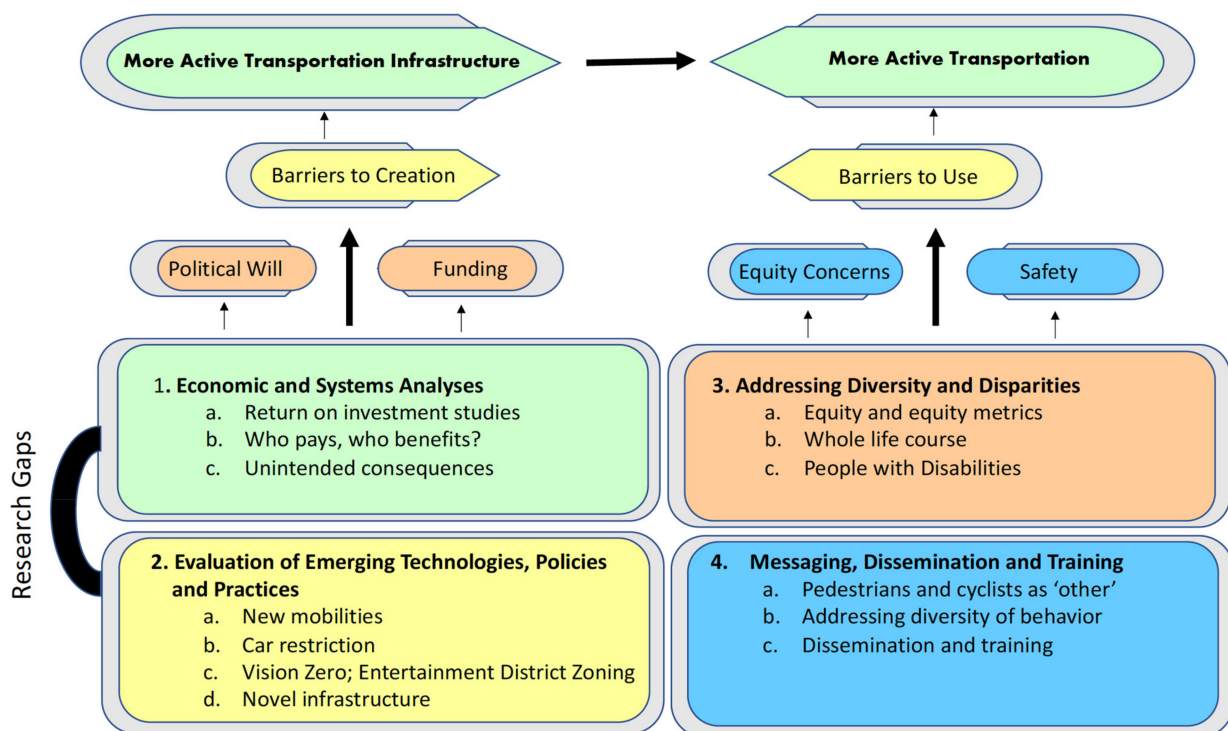 More Active Transportation Infrastructure
More Active Transportation
Barriers to Creation
Barriers to Use
Political Will
Funding
Equity Concerns
Safety
Research Gaps
1. Economic and Systems Analyses
a. Return on investment studies
b. Who pays, who benefits?
c. Unintended consequences
2. Evaluation of Emerging Technologies, Policies
and Practices
a. New mobilities
b. Car restriction
c. Vision Zero; Entertainment District Zoning
d. Novel infrastructure
3. Addressing Diversity and Disparities
a. Equity and equity metrics
b. Whole life course
c. People with Disabilities
4. Messaging, Dissemination and Training
a. Pedestrians and cyclists as ‘other’
b. Addressing diversity of behavior
c. Dissemination and training